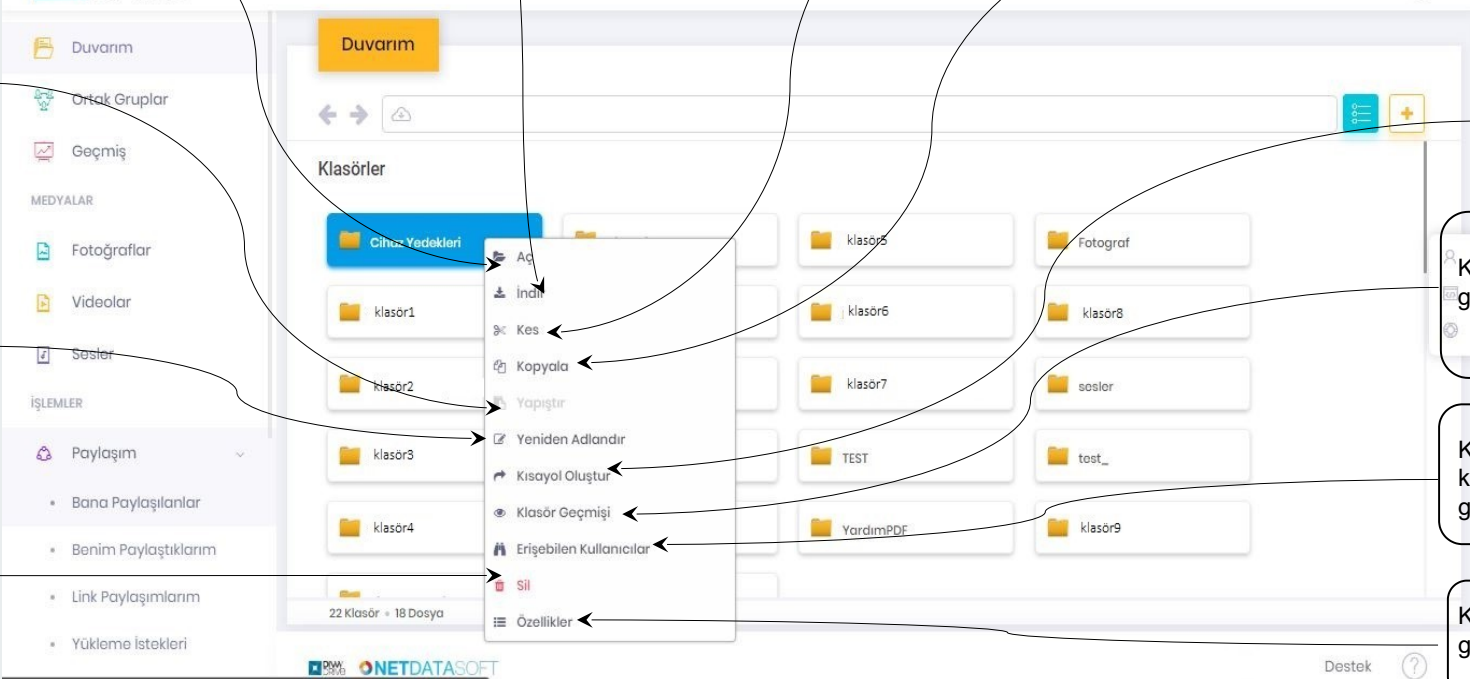 Duvarım
Ortak Gruplar
Geçmiş
MEDYALAR
Fotoğraflar
Videolar
Sesler
İŞLEMLER
Paylaşım
Bana Paylaşılanlar
Benim Paylaştıklarım
Link Paylaşımlarım
Yükleme İstekleri
Duvarım
Klasörler
Cihaz Yedekleri
klasör5
Fotograf
klasör1
klasör6
klasör8
klasör2
klasör7
sesler
klasör3
TEST
test_
klasör4
YardımPDF
klasör9
Aç
İndir
Kes
Kopyala
Yapıştır
Yeniden Adlandır
Kısayol Oluştur
Klasör Geçmişi
Erişebilen Kullanıcılar
Sil
Özellikler
22 Klasör • 18 Dosya
NETDATASOFT
Destek
K
g
K
k
g
K
g